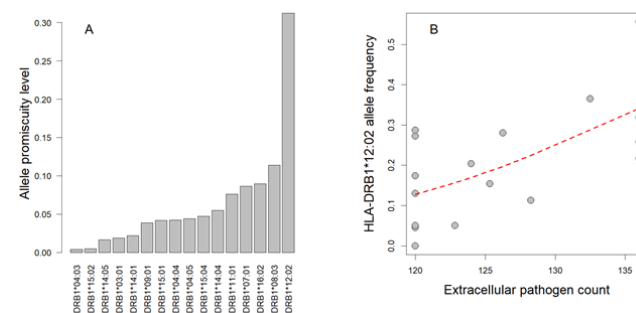 A
Allele promiscuity level
0.30
0.25
0.20
0.15
0.10
0.05
0.00
DRB1*04:03
DRB1*15:02
DRB1*14:05
DRB1*03:01
DRB1*14:01
DRB1*09:01
DRB1*15:01
DRB1*04:04
DRB1*04:05
DRB1*15:04
DRB1*14:04
DRB1*11:01
DRB1*07:01
DRB1*16:02
DRB1*08:03
DRB1*12:02
B
HLA-DRB1*12:02 allele frequency
0.5
0.4
0.3
0.2
0.1
0.0
120 125 130 135
Extracellular pathogen count